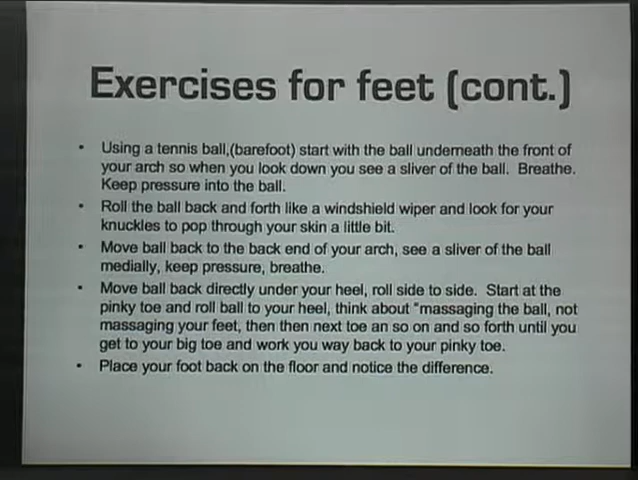 Exercises for feet (cont.)
• Using a tennis ball,(barefoot) start with the ball underneath the front of
your arch so when you look down you see a sliver of the ball. Breathe.
Keep pressure into the ball.
• Roll the ball back and forth like a windshield wiper and look for your
knuckles to pop through your skin a little bit.
• Move ball back to the back end of your arch, see a sliver of the ball
medially, keep pressure, breathe.
• Move ball back directly under your heel, roll side to side. Start at the
pinky toe and roll ball to your heel, think about "massaging the ball, not
massaging your feet, then then next toe an so on and so forth until you
get to your big toe and work you way back to your pinky toe.
• Place your foot back on the floor and notice the difference.